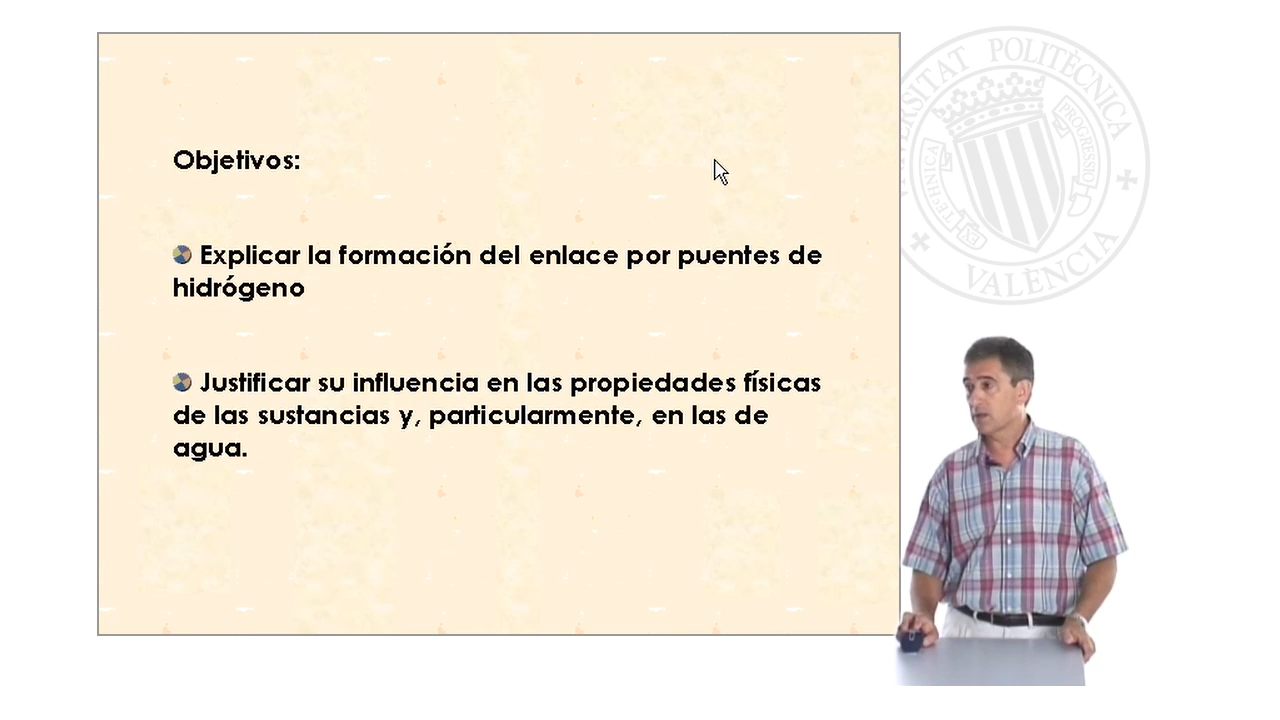 Objetivos:
Explicar la formación del enlace por puentes de
hidrógeno
Justificar su influencia en las propiedades físicas
de las sustancias y, particularmente, en las de
agua.
POLITÈCNICA
VALÈNCIA
PROGRESSIO